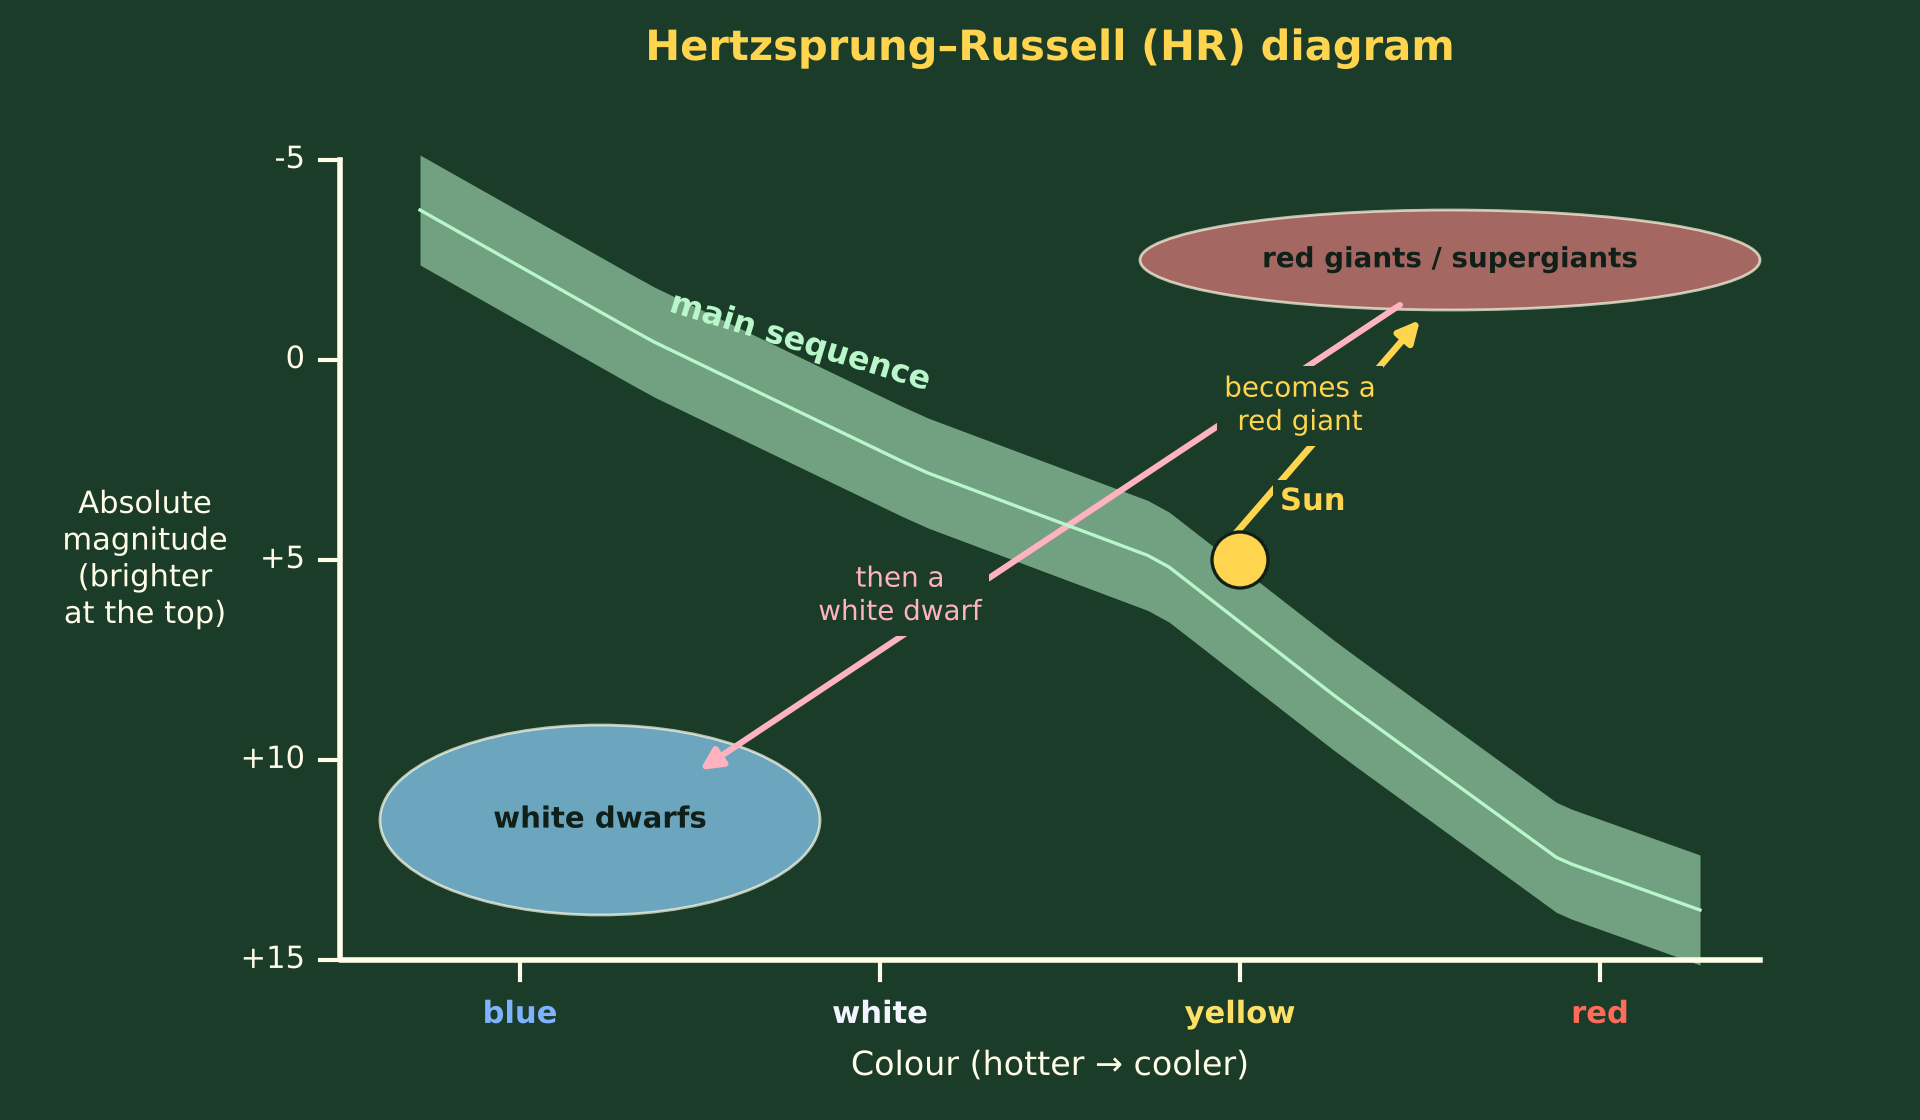 Hertzsprung–Russell (HR) diagram
-5
red giants / supergiants
main sequence
0
becomes a
red giant
Sun
Absolute
magnitude
(brighter
at the top)
+5
then a
white dwarf
+10
white dwarfs
+15
blue
white
yellow
red
Colour (hotter → cooler)